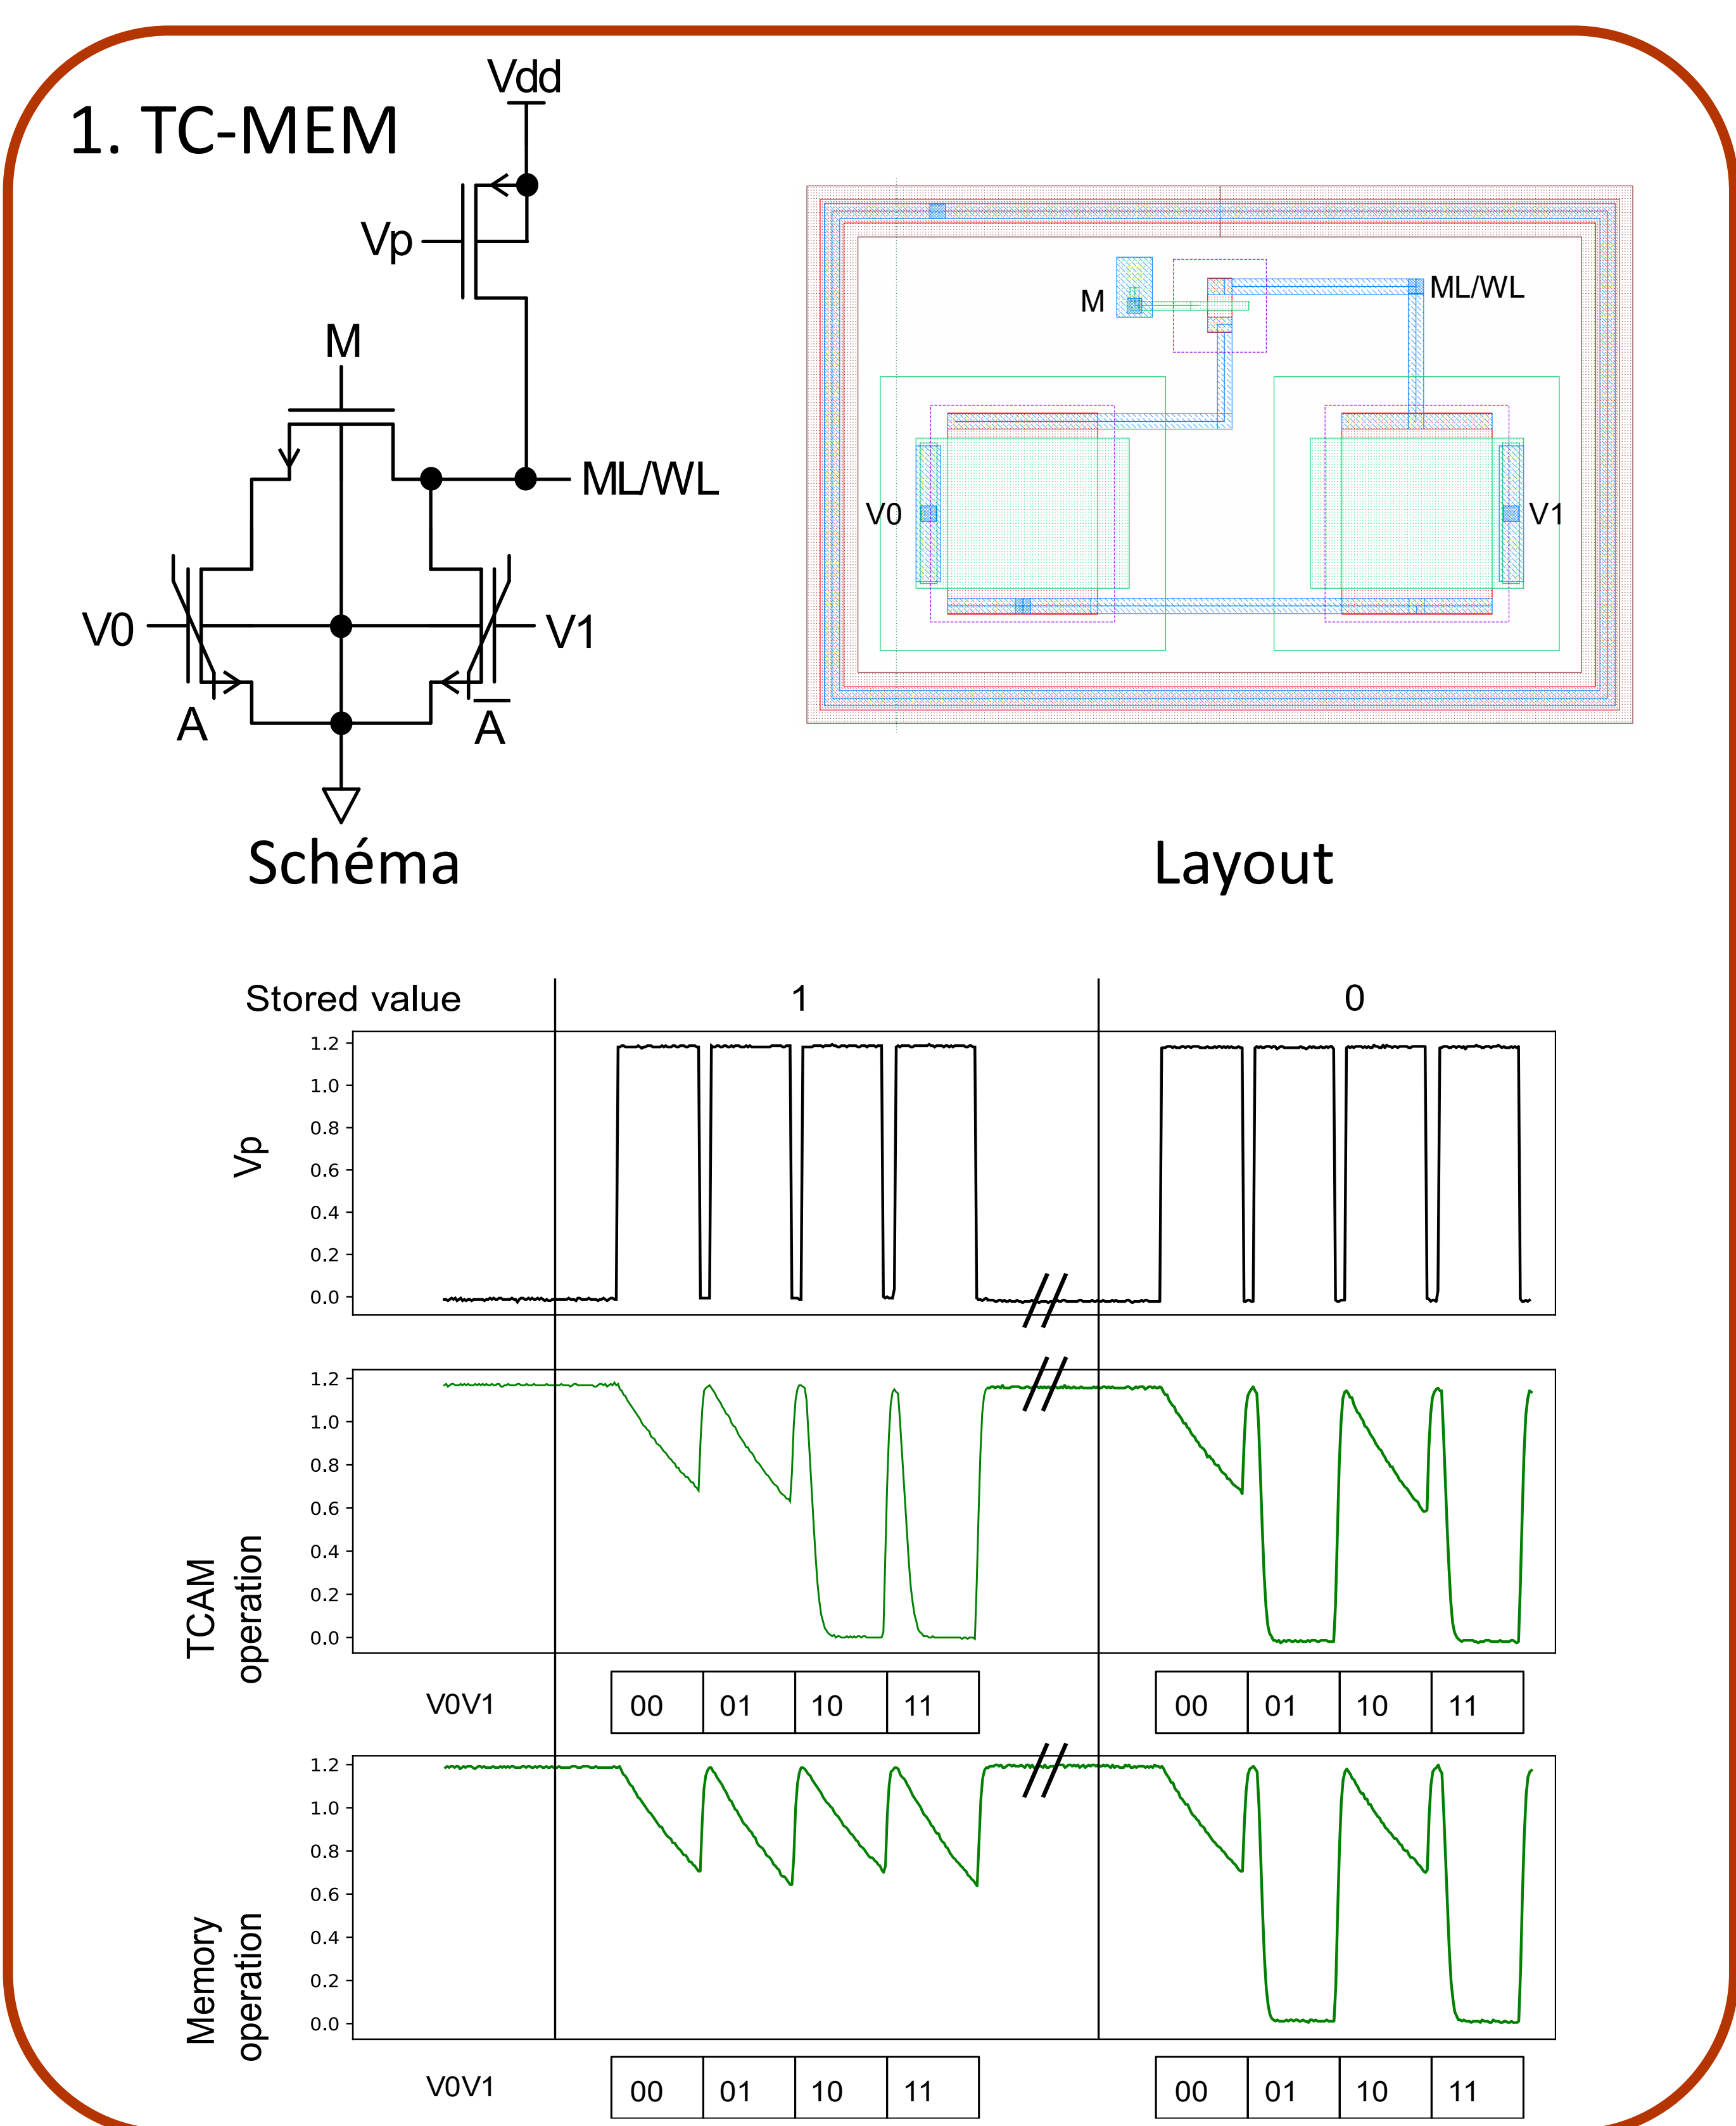 1. TC-MEM
Vdd
Vp
M
ML/WL
V0
V1
A
A̅
Schéma
M
ML/WL
V0
V1
Layout
Stored value 1 0
Vp
1.2
1.0
0.8
0.6
0.4
0.2
0.0
TCAM
operation
1.2
1.0
0.8
0.6
0.4
0.2
0.0
V0V1 00 01 10 11 00 01 10 11
Memory
operation
1.2
1.0
0.8
0.6
0.4
0.2
0.0
V0V1 00 01 10 11 00 01 10 11